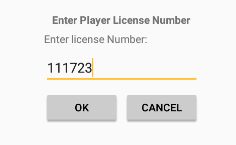 Enter Player License Number
Enter license Number:
111723
OK CANCEL